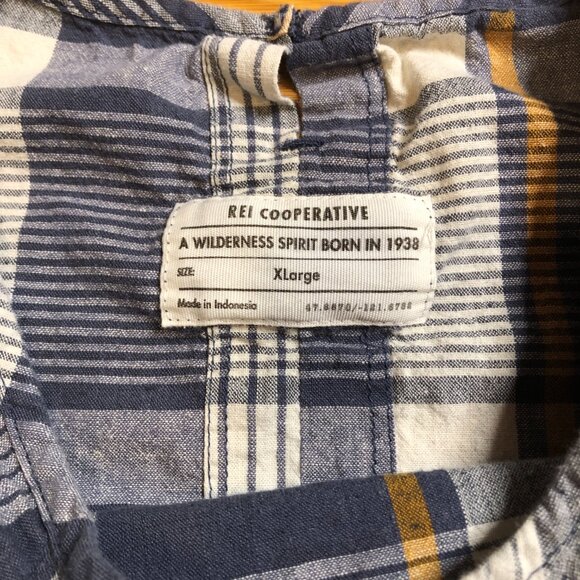 REI COOPERATIVE
A WILDERNESS SPIRIT BORN IN 1938
SIZE: XLarge
Made in Indonesia